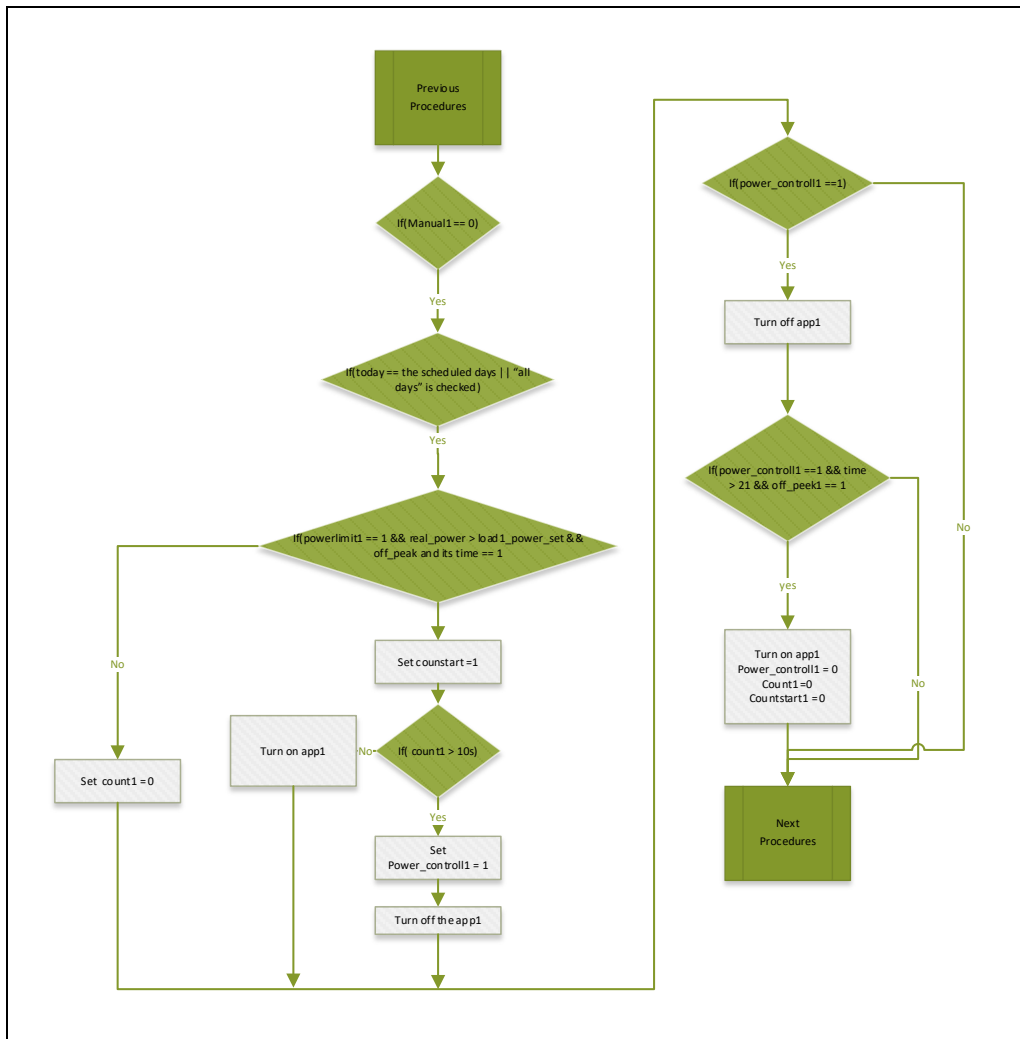 Previous
Procedures
If(Manual1 == 0)
Yes
If(today == the scheduled days || "all
days" is checked)
Yes
If(powerlimit1 == 1 && real_power > load1_power_set &&
off_peak and its time == 1
No
Set counstart =1
If( count1 > 10s)
No
Turn on app1
Set count1 = 0
Yes
Set
Power_controll1 = 1
Turn off the app1
If(power_controll1 ==1)
Yes
No
Turn off app1
If(power_controll1 ==1 && time
> 21 && off_peek1 == 1
yes
No
Turn on app1
Power_controll1 = 0
Count1=0
Countstart1 =0
Next
Procedures